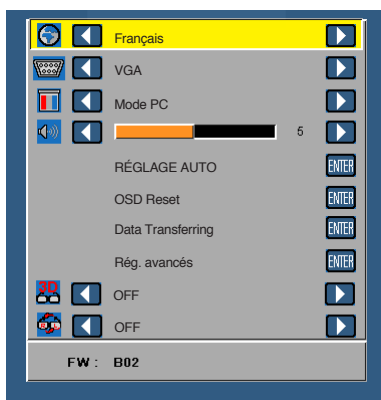 Français
VGA
Mode PC
5
RÉGLAGE AUTO ENTER
OSD Reset ENTER
Data Transferring ENTER
Rég. avancés ENTER
3D OFF
OFF
FW : B02